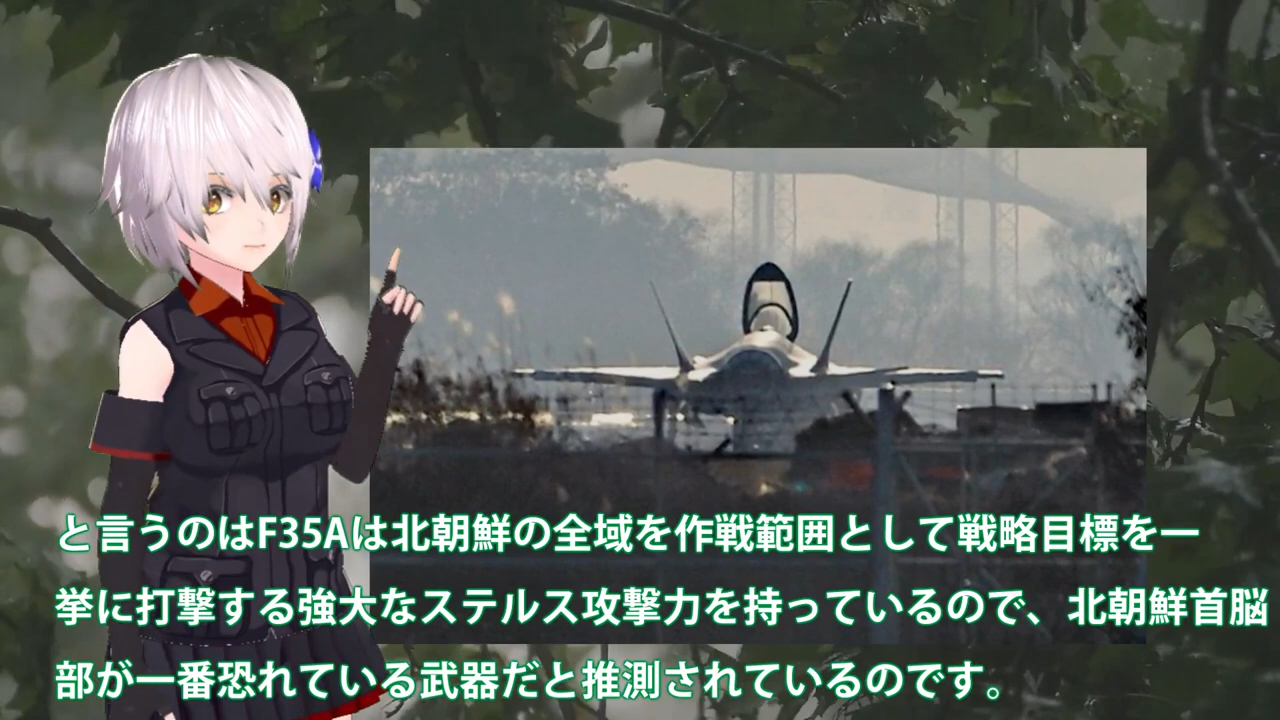 と言うのはF35Aは北朝鮮の全域を作戦範囲として戦略目標を一
挙に打撃する強大なステルス攻撃力を持っているので、北朝鮮首脳
部が一番恐れている武器だと推測されているのです。